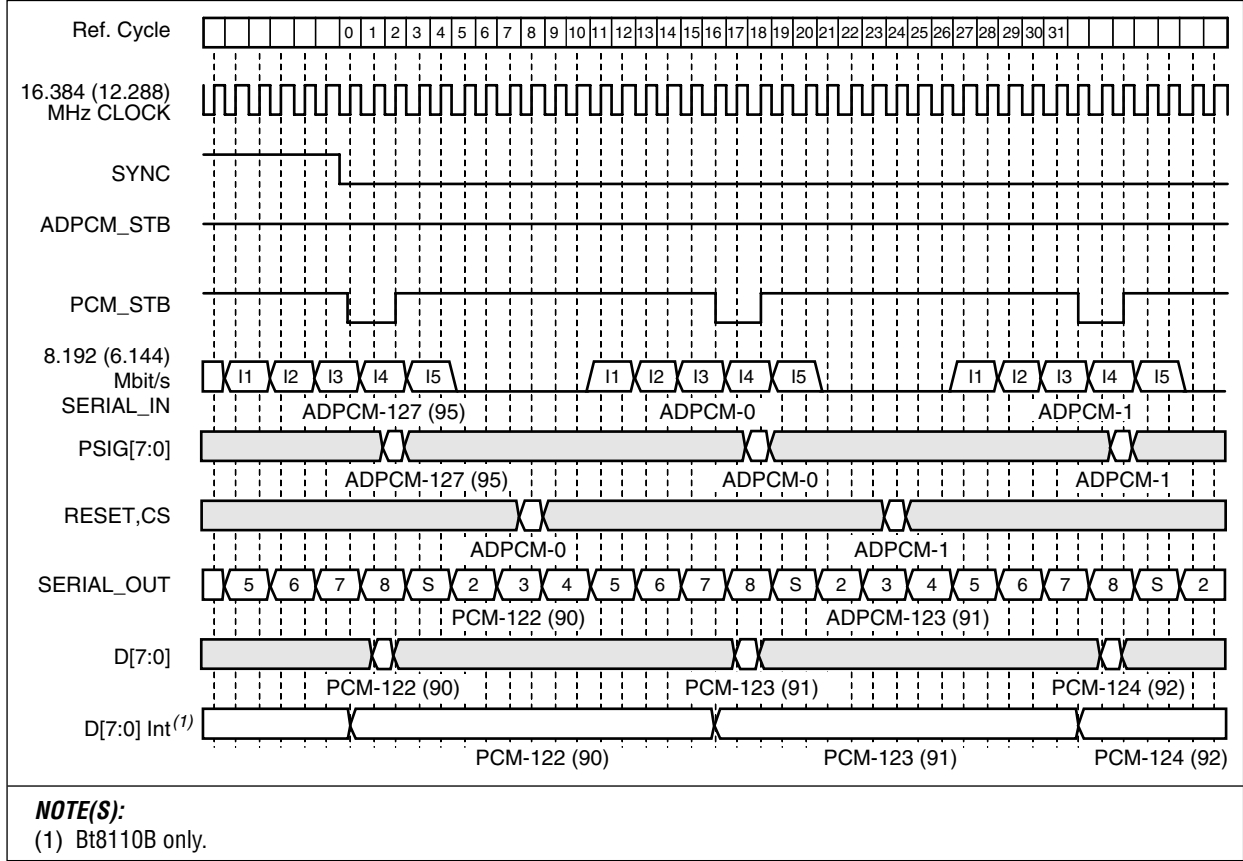 Ref. Cycle 0 1 2 3 4 5 6 7 8 9 10 11 12 13 14 15 16 17 18 19 20 21 22 23 24 25 26 27 28 29 30 31
16.384 (12.288)
MHz CLOCK
SYNC
ADPCM_STB
PCM_STB
8.192 (6.144)
Mbit/s
SERIAL_IN
I1 I2 I3 I4 I5 I1 I2 I3 I4 I5 I1 I2 I3 I4 I5
ADPCM-127 (95) ADPCM-0 ADPCM-1
PSIG[7:0]
ADPCM-127 (95) ADPCM-0 ADPCM-1
RESET,CS
ADPCM-0 ADPCM-1
SERIAL_OUT 5 6 7 8 S 2 3 4 5 6 7 8 S 2 3 4 5 6 7 8 S 2
PCM-122 (90) ADPCM-123 (91)
D[7:0]
PCM-122 (90) PCM-123 (91) PCM-124 (92)
D[7:0] Int(1)
PCM-122 (90) PCM-123 (91) PCM-124 (92)
NOTE(S):
(1) Bt8110B only.